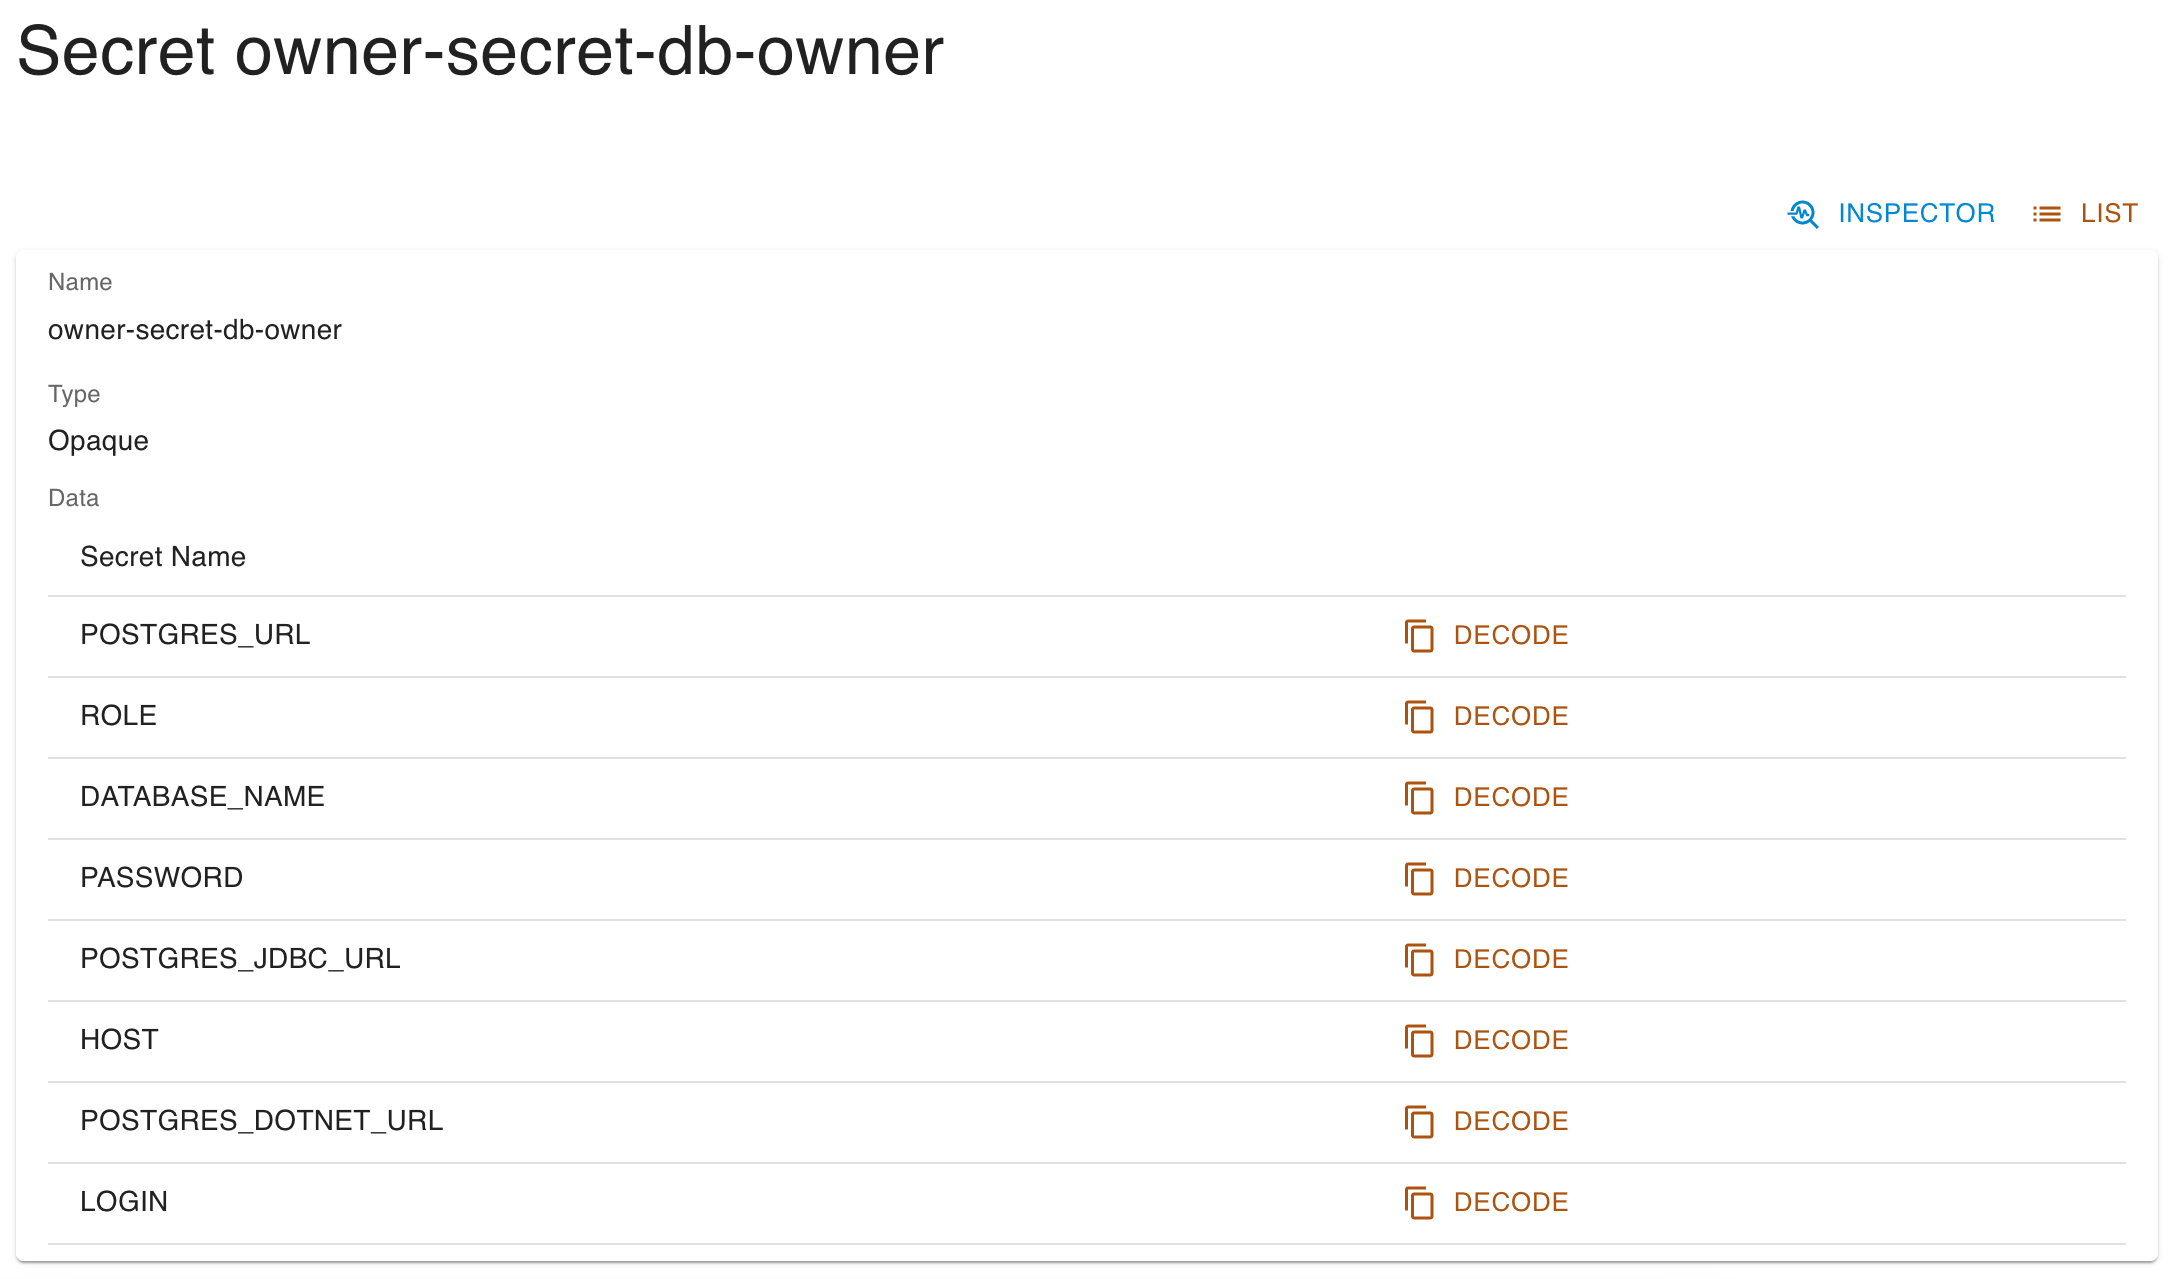 Secret owner-secret-db-owner
INSPECTOR
LIST
Name
owner-secret-db-owner
Type
Opaque
Data
Secret Name
POSTGRES_URL DECODE
ROLE DECODE
DATABASE_NAME DECODE
PASSWORD DECODE
POSTGRES_JDBC_URL DECODE
HOST DECODE
POSTGRES_DOTNET_URL DECODE
LOGIN DECODE